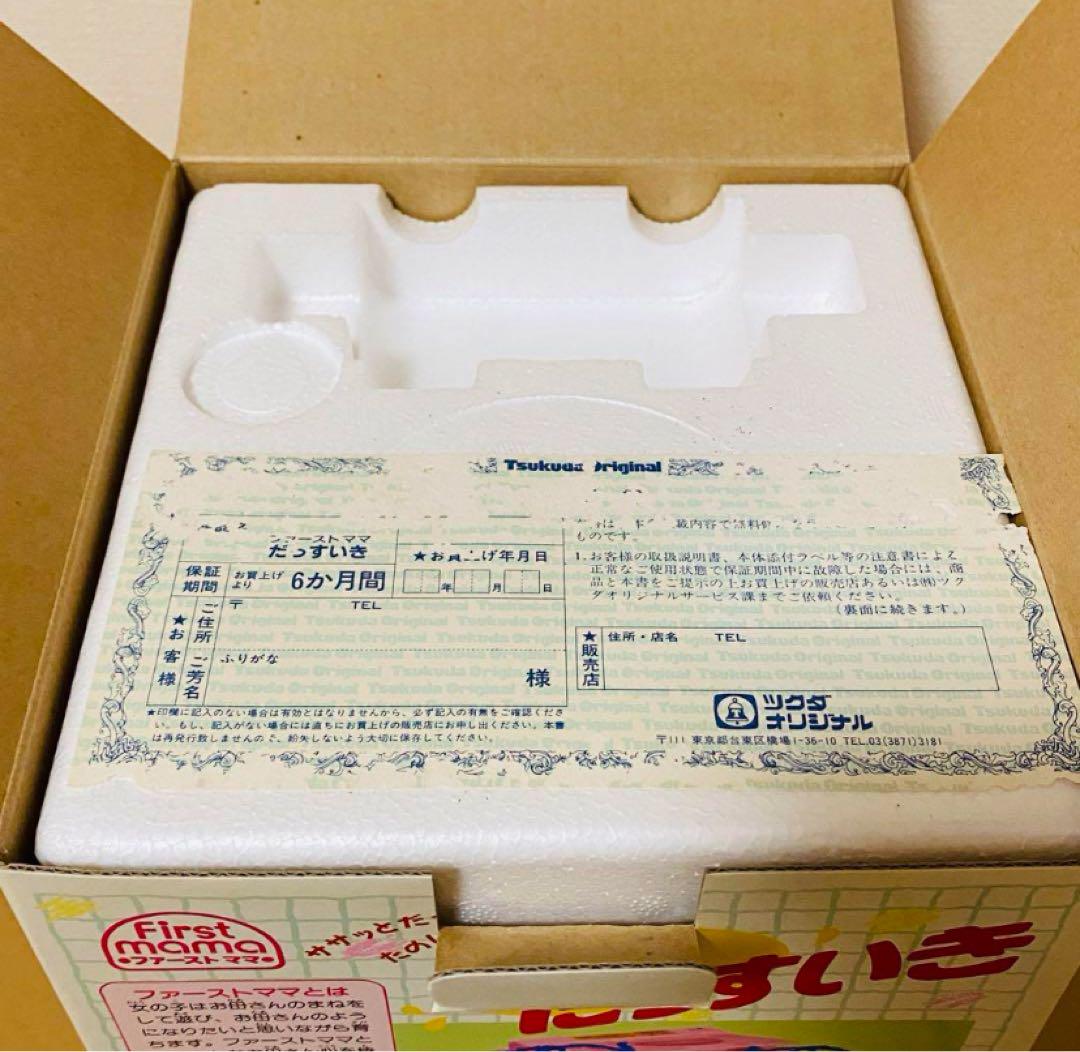 Tsukuda Original
ファーストママ
だっすいき
保証期間
お買上げより
6か月間
★お買上げ年月日
年 月 日
★お客様
ご住所
〒 TEL
ご芳名
ふりがな
様
★印欄に記入のない場合は有効とはなりませんから、必ず記入の有無をご確認くださ
い。もし、記入がない場合には直ちにお買上げの販売店にお申し出ください。本書
は再発行致しませんので、紛失しないよう大切に保存してください。
ものです。
1.お客様の取扱説明書、本体添付ラベル等の注意書による
正常なご使用状態で保証期間中に故障した場合には、商
品と本書をご提示の上お買上げの販売店あるいは㈱ツク
ダオリジナルサービス課までご依頼ください。
(裏面に続きます。)
★販売店
住所・店名 TEL
ツクダ
オリジナル
〒111 東京都台東区橋場1-36-10 TEL.03(3871)3181
First
mama
ファーストママ
ササッとだっ
たのし
だっすいき
ファーストママとは
女の子はお母さんのまねを
して遊び、お母さんのよう
になりたいと思いながら育
ちます。ファーストママと